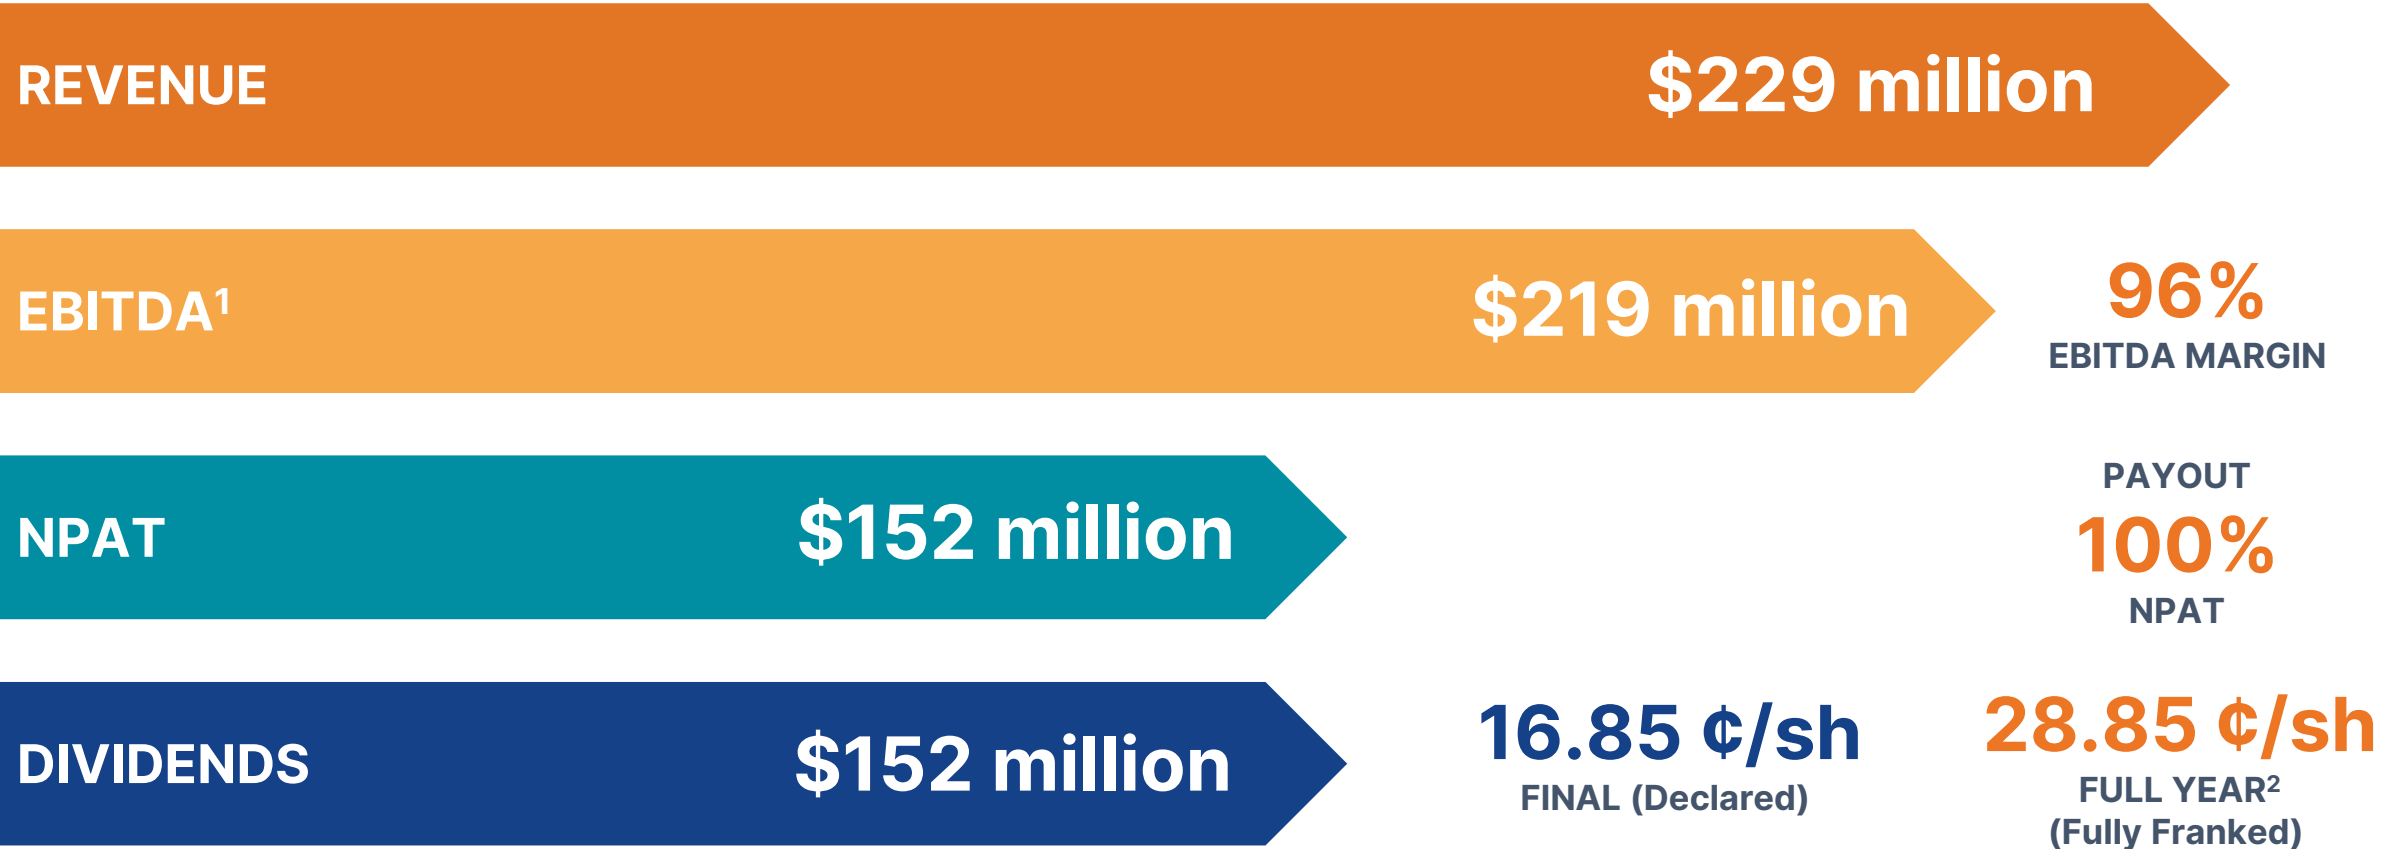 REVENUE
$229 million
EBITDA¹
$219 million
96%
EBITDA MARGIN
NPAT
$152 million
PAYOUT
100%
NPAT
DIVIDENDS
$152 million
16.85 ¢/sh
FINAL (Declared)
28.85 ¢/sh
FULL YEAR²
(Fully Franked)